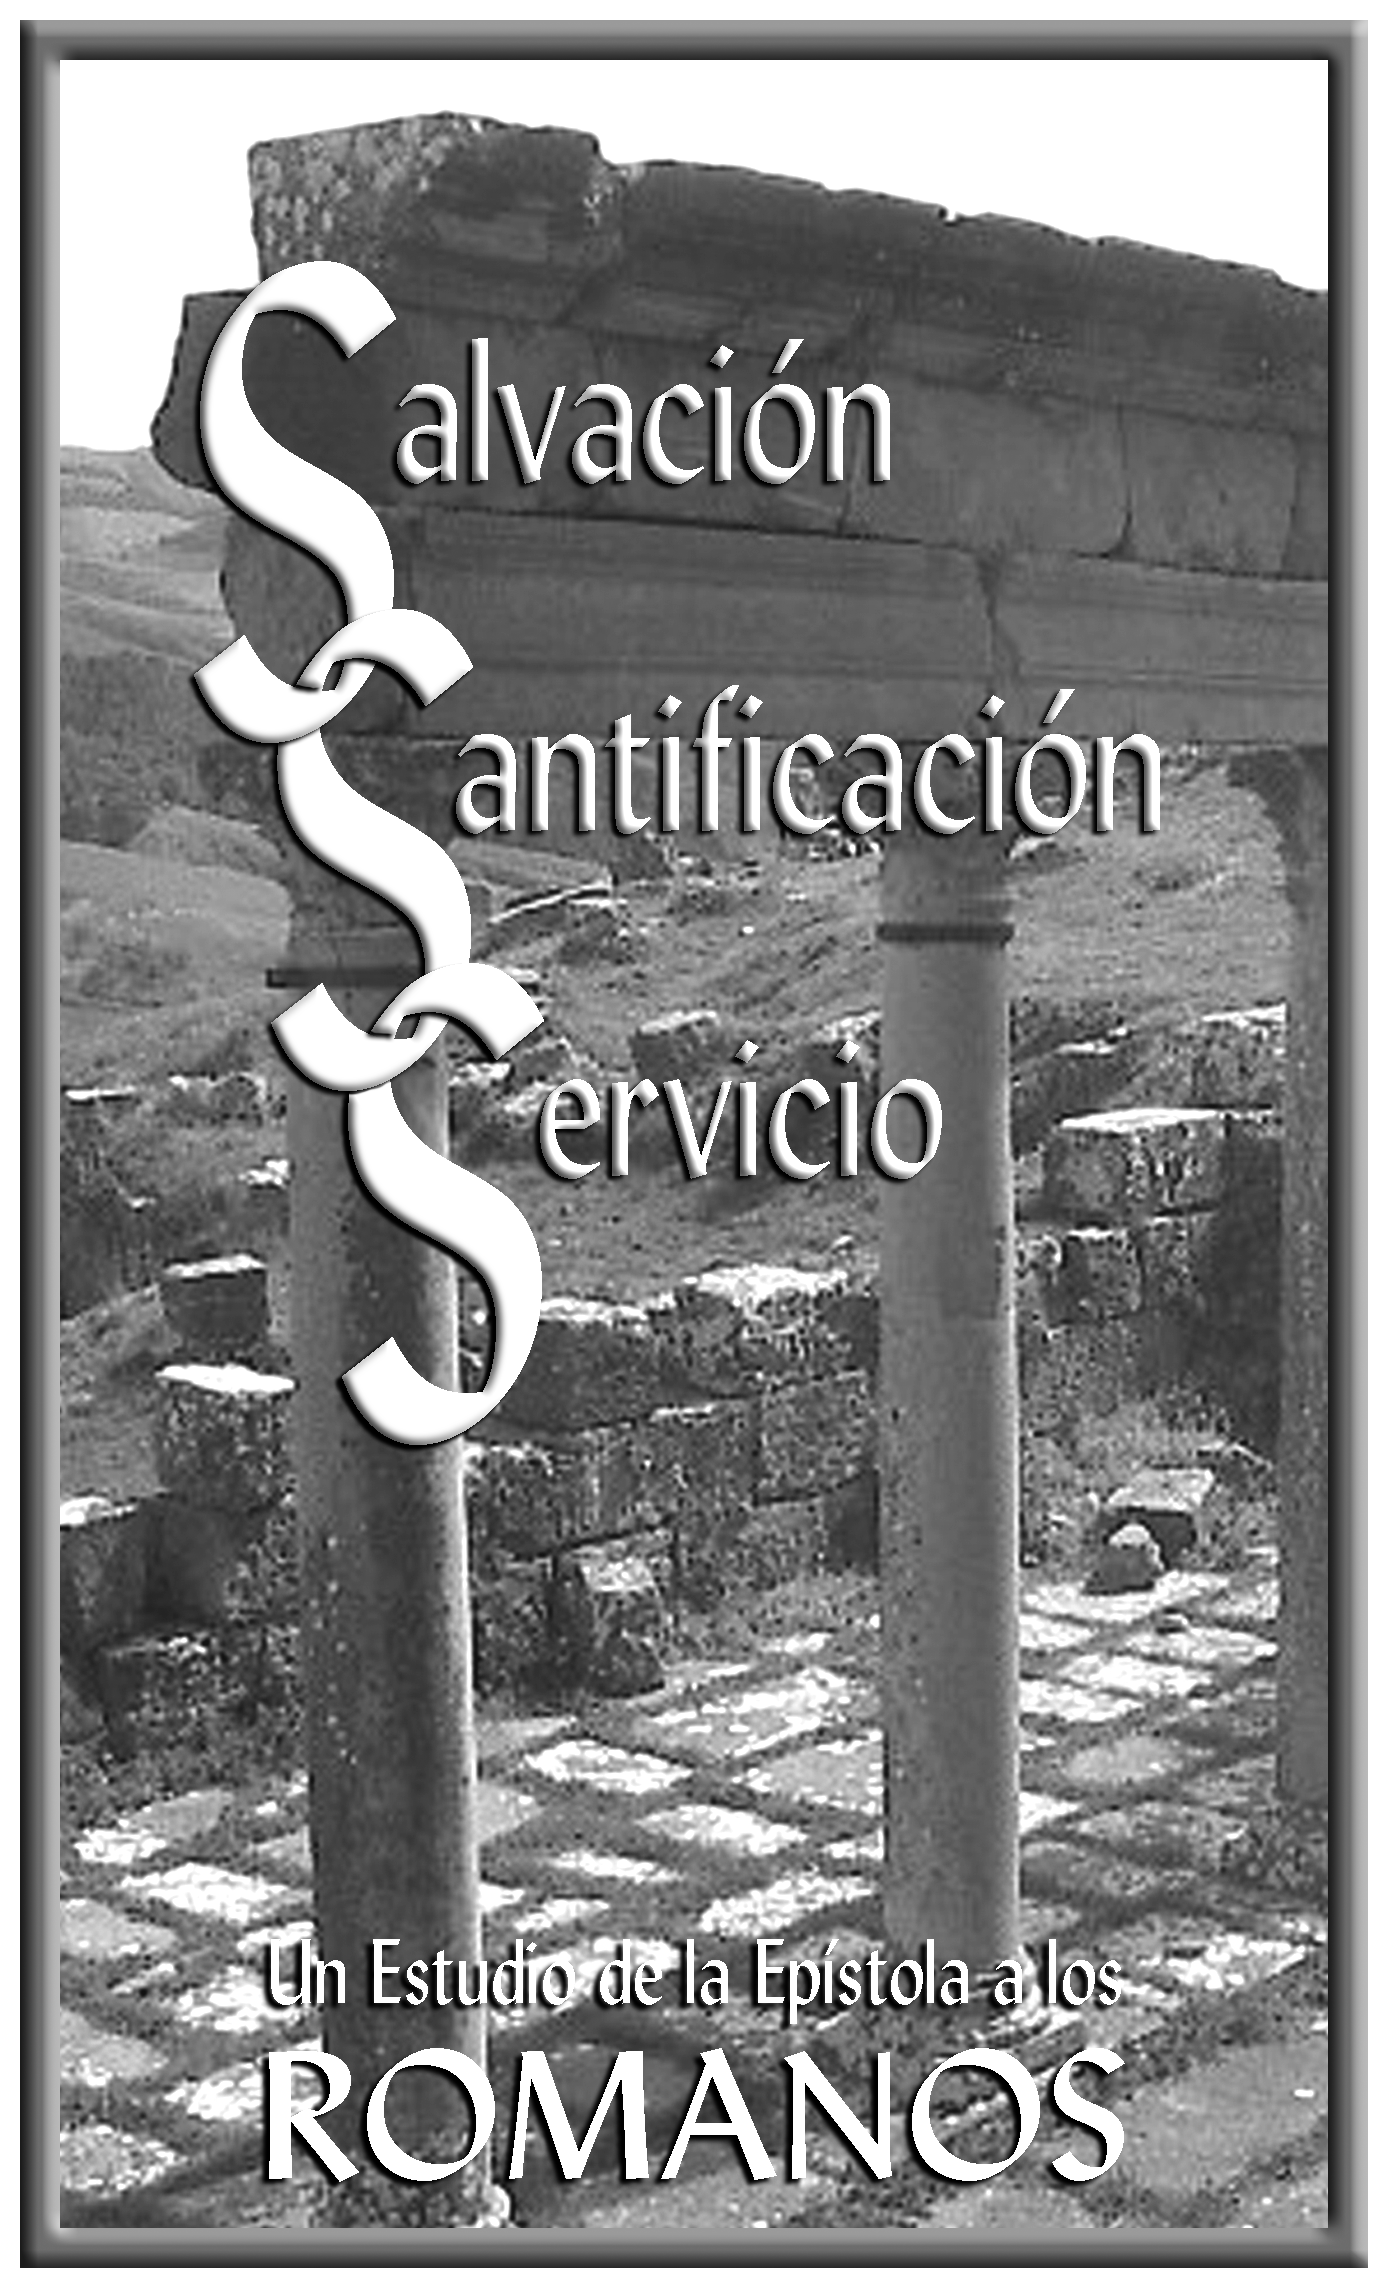 Salvación
Santificación
Servicio
Un Estudio de la Epístola a los
ROMANOS